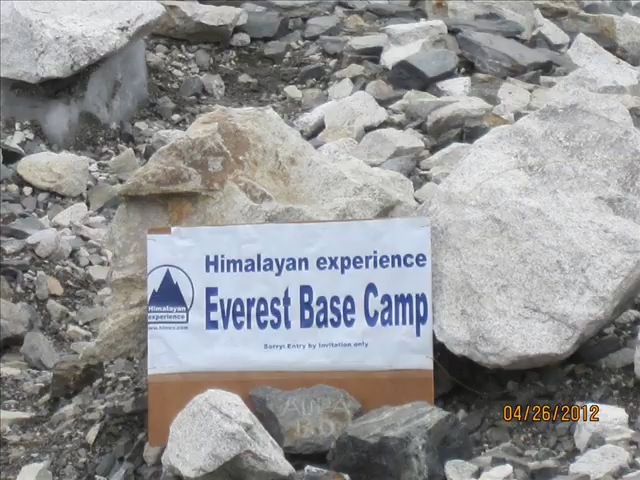 Himalayan experience
Everest Base Camp
Sorry! Entry by invitation only
Himalayan
experience
www.himex.com
04/26/2012